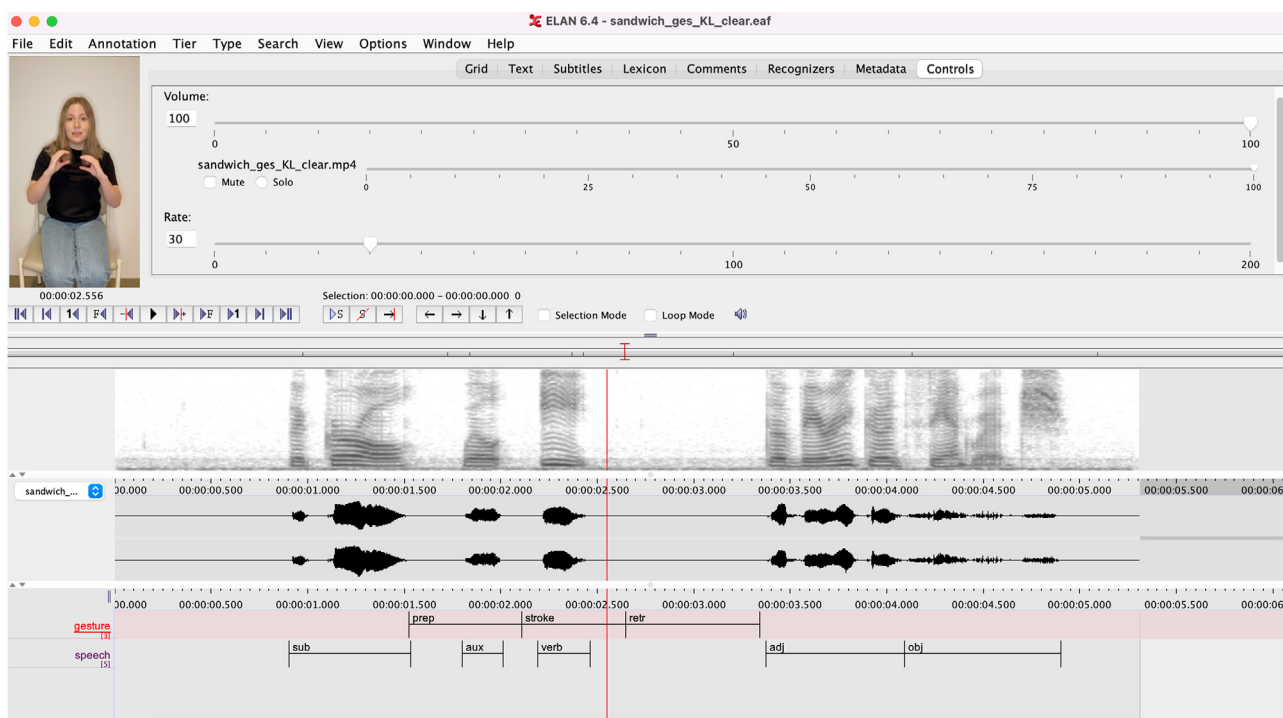 ELAN 6.4 - sandwich_ges_KL_clear.eaf
File Edit Annotation Tier Type Search View Options Window Help
Grid Text Subtitles Lexicon Comments Recognizers Metadata Controls
Volume:
100
0 50 100
sandwich_ges_KL_clear.mp4
Mute Solo
0 25 50 75 100
Rate:
30
0 100 200
00:00:02.556
Selection: 00:00:00.000 - 00:00:00.000 0
1 F F 1 S S Selection Mode Loop Mode
sandwich_...
00.000 00:00:00.500 00:00:01.000 00:00:01.500 00:00:02.000 00:00:02.500 00:00:03.000 00:00:03.500 00:00:04.000 00:00:04.500 00:00:05.000 00:00:05.500 00:00:06
00.000 00:00:00.500 00:00:01.000 00:00:01.500 00:00:02.000 00:00:02.500 00:00:03.000 00:00:03.500 00:00:04.000 00:00:04.500 00:00:05.000 00:00:05.500 00:00:06
gesture
[3]
prep stroke retr
speech
[5]
sub aux verb adj obj